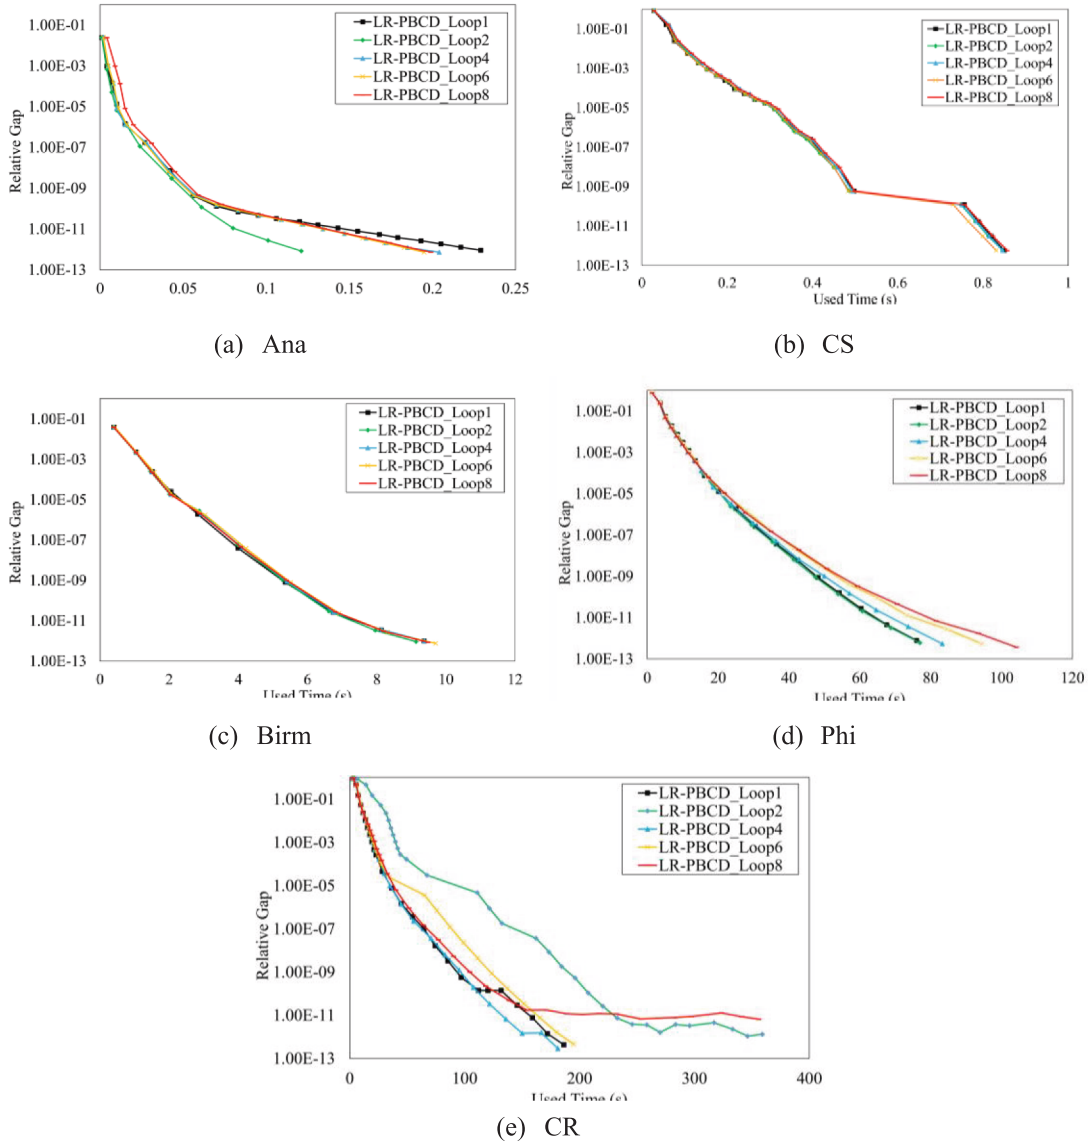 1.00E-01
1.00E-03
1.00E-05
1.00E-07
1.00E-09
1.00E-11
1.00E-13
Relative Gap
LR-PBCD_Loop1
LR-PBCD_Loop2
LR-PBCD_Loop4
LR-PBCD_Loop6
LR-PBCD_Loop8
0 0.05 0.1 0.15 0.2 0.25
(a) Ana
1.00E-01
1.00E-03
1.00E-05
1.00E-07
1.00E-09
1.00E-11
1.00E-13
Relative Gap
LR-PBCD_Loop1
LR-PBCD_Loop2
LR-PBCD_Loop4
LR-PBCD_Loop6
LR-PBCD_Loop8
0 0.2 0.4 0.6 0.8 1
Used Time (s)
(b) CS
1.00E-01
1.00E-03
1.00E-05
1.00E-07
1.00E-09
1.00E-11
1.00E-13
Relative Gap
LR-PBCD_Loop1
LR-PBCD_Loop2
LR-PBCD_Loop4
LR-PBCD_Loop6
LR-PBCD_Loop8
0 2 4 6 8 10 12
Used Time (s)
(c) Birm
1.00E-01
1.00E-03
1.00E-05
1.00E-07
1.00E-09
1.00E-11
1.00E-13
Relative Gap
LR-PBCD_Loop1
LR-PBCD_Loop2
LR-PBCD_Loop4
LR-PBCD_Loop6
LR-PBCD_Loop8
0 20 40 60 80 100 120
Used Time (s)
(d) Phi
1.00E-01
1.00E-03
1.00E-05
1.00E-07
1.00E-09
1.00E-11
1.00E-13
Relative Gap
LR-PBCD_Loop1
LR-PBCD_Loop2
LR-PBCD_Loop4
LR-PBCD_Loop6
LR-PBCD_Loop8
0 100 200 300 400
Used Time (s)
(e) CR